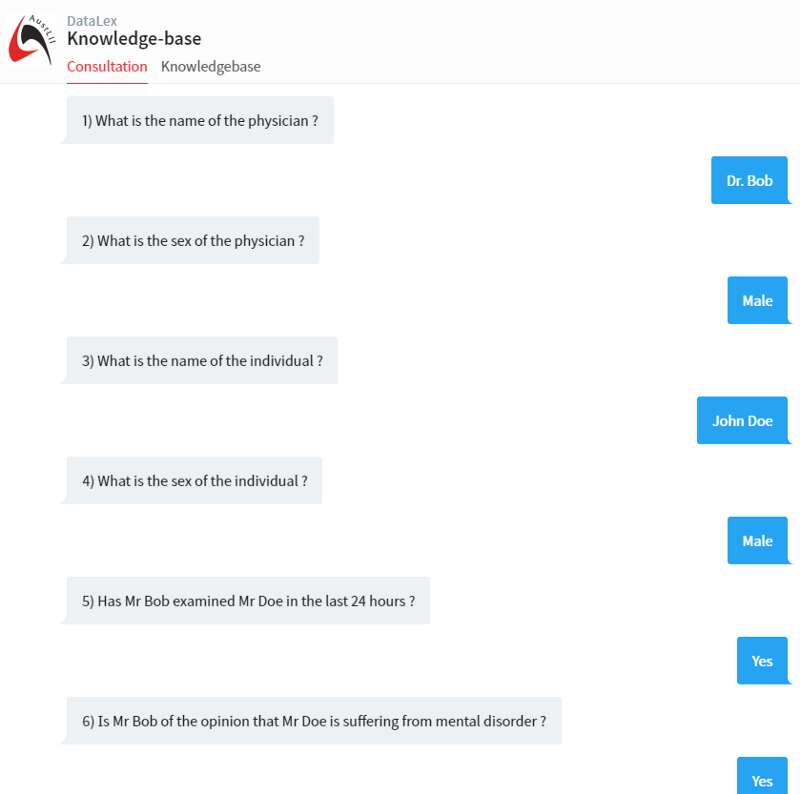 AustLII
DataLex
Knowledge-base
Consultation Knowledgebase
1) What is the name of the physician ?
Dr. Bob
2) What is the sex of the physician ?
Male
3) What is the name of the individual ?
John Doe
4) What is the sex of the individual ?
Male
5) Has Mr Bob examined Mr Doe in the last 24 hours ?
Yes
6) Is Mr Bob of the opinion that Mr Doe is suffering from mental disorder ?
Yes